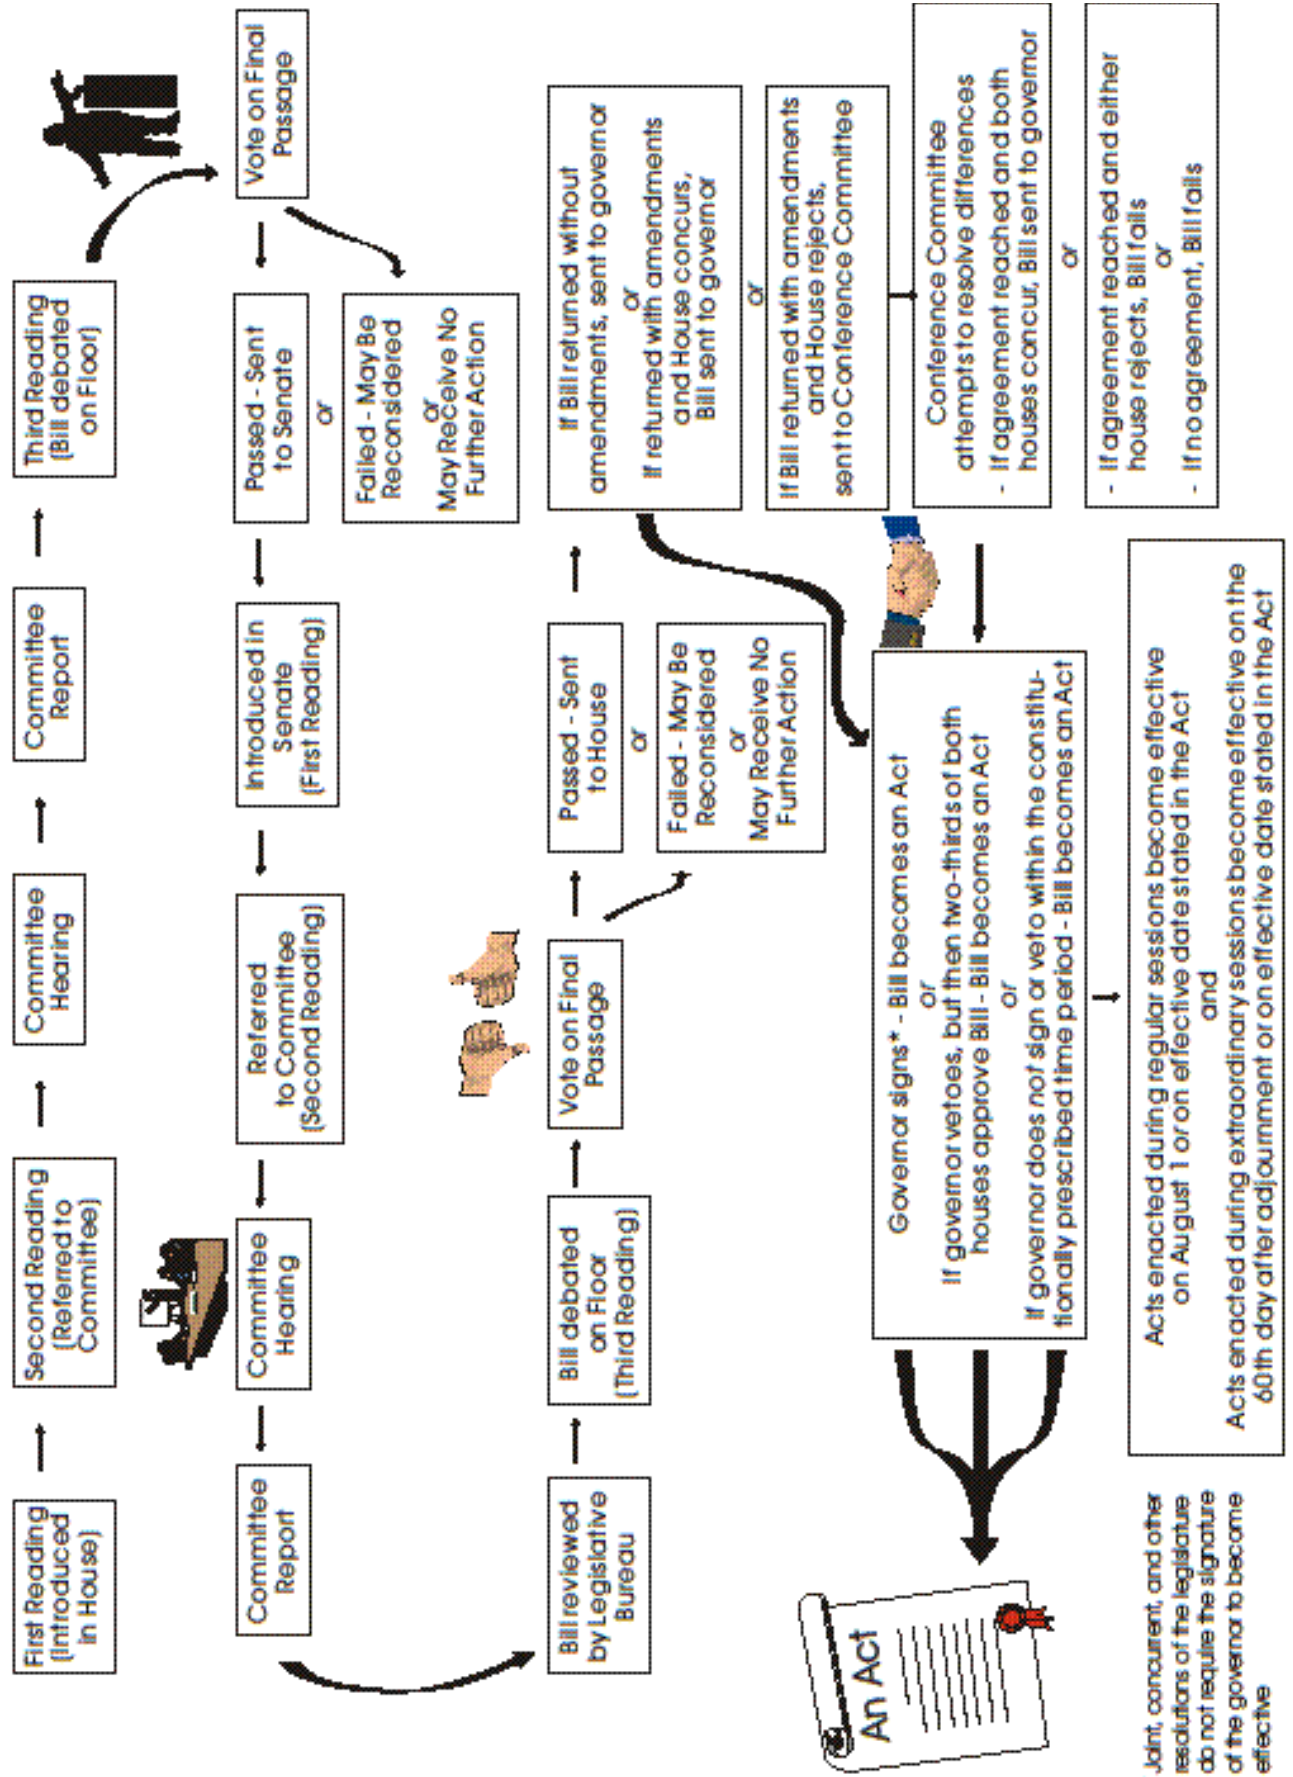 First Reading
(Introduced
in House)
Second Reading
(Referred to
Committee)
Committee
Hearing
Committee
Report
Third Reading
(Bill debated
on Floor)
Vote on Final
Passage
Passed - Sent
to Senate
or
Failed - May Be
Reconsidered
or
May Receive No
Further Action
Introduced in
Senate
(First Reading)
Referred
to Committee
(Second Reading)
Committee
Hearing
Committee
Report
Bill reviewed
by Legislative
Bureau
Bill debated
on Floor
(Third Reading)
Vote on Final
Passage
Passed - Sent
to House
or
Failed - May Be
Reconsidered
or
May Receive No
Further Action
If Bill returned without
amendments, sent to governor
or
If returned with amendments
and House concurs,
Bill sent to governor
or
If Bill returned with amendments
and House rejects,
sent to Conference Committee
Conference Committee
attempts to resolve differences
- If agreement reached and both
houses concur, Bill sent to governor
or
- If agreement reached and either
house rejects, Bill fails
or
- If no agreement, Bill fails
Governor signs* - Bill becomes an Act
or
If governor vetoes, but then two-thirds of both
houses approve Bill - Bill becomes an Act
or
If governor does not sign or veto within the constitu-
tionally prescribed time period - Bill becomes an Act
An Act
Acts enacted during regular sessions become effective
on August 1 or on effective date stated in the Act
and
Acts enacted during extraordinary sessions become effective on the
60th day after adjournment or on effective date stated in the Act
Joint, concurrent, and other
resolutions of the legislature
do not require the signature
of the governor to become
effective